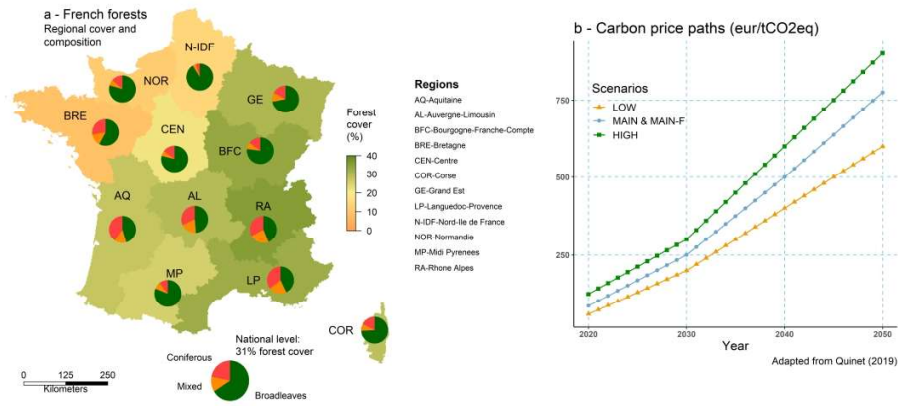 a - French forests
Regional cover and
composition
N-IDF
NOR
BRE
CEN
GE
BFC
AQ
AL
RA
MP
LP
COR
Forest
cover
(%)
40
30
20
10
0
National level:
31% forest cover
Coniferous
Mixed
Broadleaves
0 125 250
Kilometers
Regions
AQ-Aquitaine
AL-Auvergne-Limousin
BFC-Bourgogne-Franche-Compte
BRE-Bretagne
CEN-Centre
COR-Corse
GE-Grand Est
LP-Languedoc-Provence
N-IDF-Nord-Ile de France
NOR-Normandie
MP-Midi Pyrenees
RA-Rhone Alpes
b - Carbon price paths (eur/tCO2eq)
Scenarios
LOW
MAIN & MAIN-F
HIGH
750
500
250
2020 2030 2040 2050
Year
Adapted from Quinet (2019)